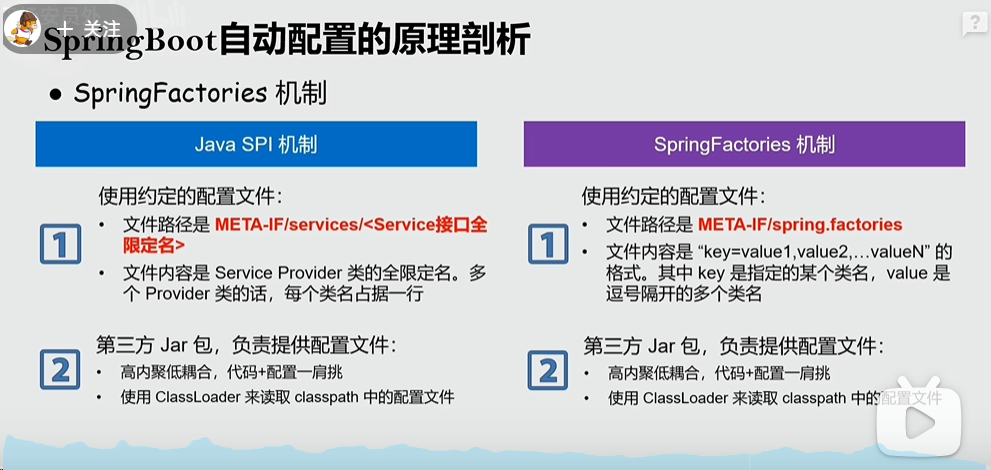 + 关注
SpringBoot自动配置的原理剖析
?
● SpringFactories 机制
Java SPI 机制
使用约定的配置文件：
1
• 文件路径是 META-IF/services/<Service接口全
限定名>
• 文件内容是 Service Provider 类的全限定名。多
个 Provider 类的话，每个类名占据一行
第三方 Jar 包，负责提供配置文件：
2
• 高内聚低耦合，代码+配置一肩挑
• 使用 ClassLoader 来读取 classpath 中的配置文件
SpringFactories 机制
使用约定的配置文件：
1
• 文件路径是 META-IF/spring.factories
• 文件内容是 “key=value1,value2,…valueN” 的
格式。其中 key 是指定的某个类名，value 是
逗号隔开的多个类名
第三方 Jar 包，负责提供配置文件：
2
• 高内聚低耦合，代码+配置一肩挑
• 使用 ClassLoader 来读取 classpath 中的配置文件